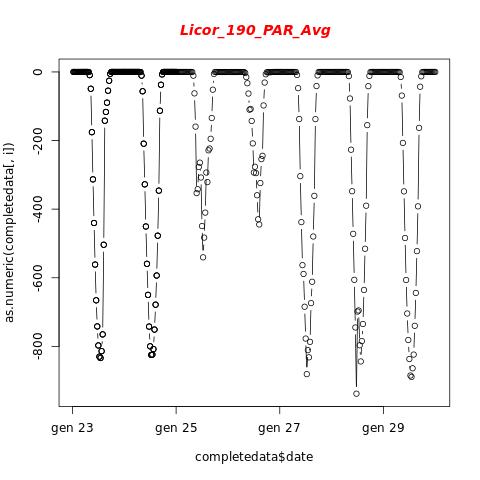 Licor_190_PAR_Avg
as.numeric(completedata[, i])
0
-200
-400
-600
-800
gen 23
gen 25
gen 27
gen 29
completedata$date